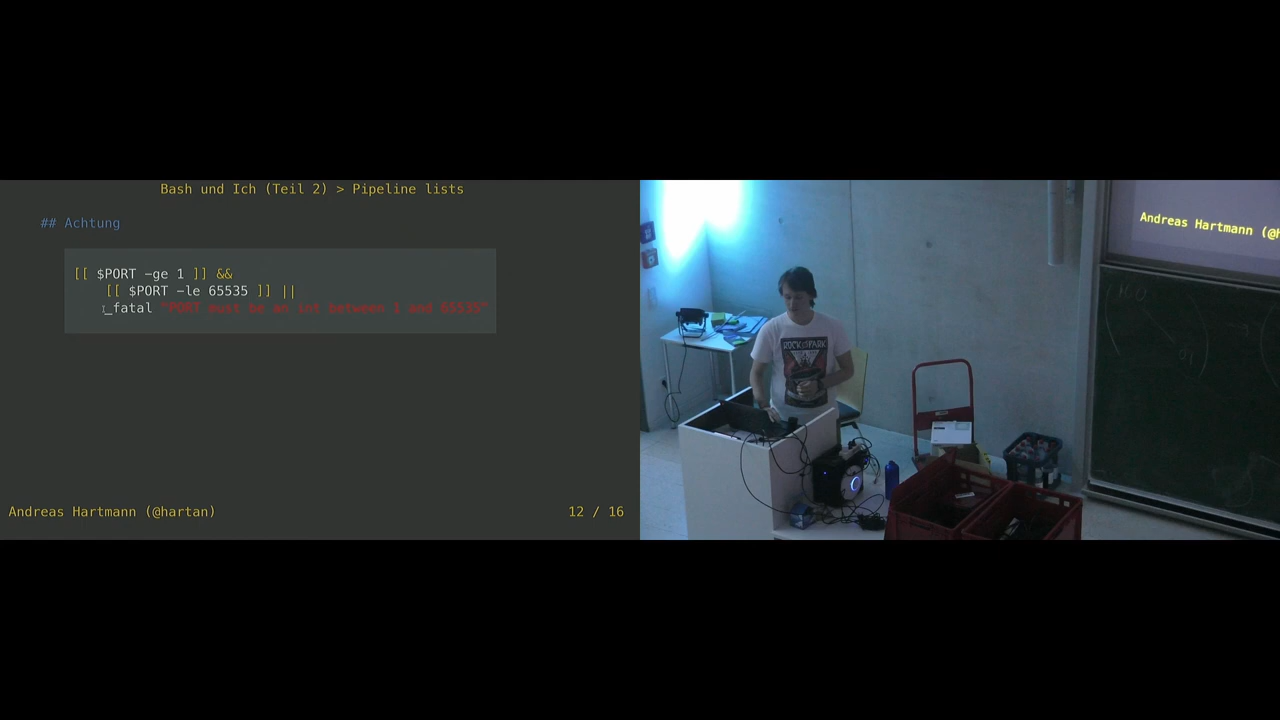 Bash und Ich (Teil 2) > Pipeline lists
## Achtung
[[ $PORT -ge 1 ]] &&
[[ $PORT -le 65535 ]] ||
_fatal "PORT must be an int between 1 and 65535"
Andreas Hartmann (@hartan)
12 / 16
Andreas Hartmann (@h
ROCK PARK